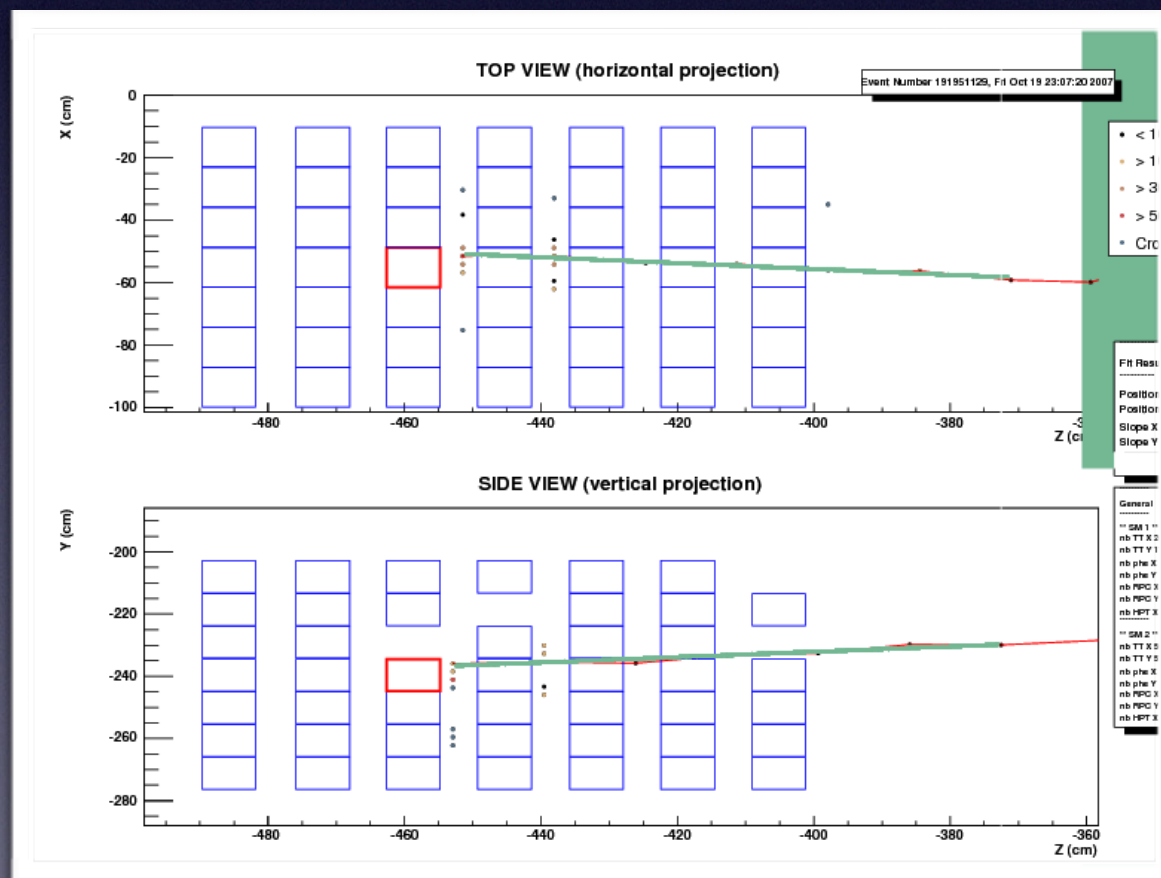 TOP VIEW (horizontal projection)
Event Number 191951129, Fri Oct 19 23:07:20 2007
X (cm)
0
-20
-40
-60
-80
-100
-480
-460
-440
-420
-400
-380
Z (c
< 1
> 1
> 3
> 5
Cro
Fit Resu
Position
Position
Slope X
Slope Y
SIDE VIEW (vertical projection)
Y (cm)
-200
-220
-240
-260
-280
-480
-460
-440
-420
-400
-380
-360
Z (cm)
General
** SM 1 **
nb TT X 2
nb TT Y 1
nb phe X
nb phe Y
nb RPC X
nb RPC Y
nb HPT X
** SM 2 **
nb TT X 5
nb TT Y 5
nb phe X
nb phe Y
nb RPC X
nb RPC Y
nb HPT X